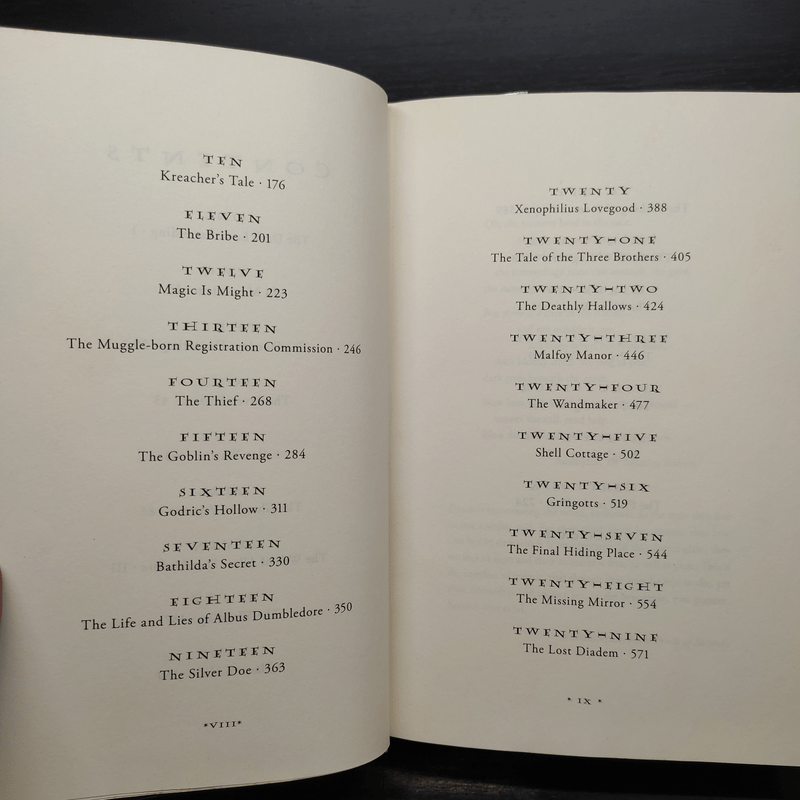 TEN
Kreacher's Tale · 176
ELEVEN
The Bribe · 201
TWELVE
Magic Is Might · 223
THIRTEEN
The Muggle-born Registration Commission · 246
FOURTEEN
The Thief · 268
FIFTEEN
The Goblin's Revenge · 284
SIXTEEN
Godric's Hollow · 311
SEVENTEEN
Bathilda's Secret · 330
EIGHTEEN
The Life and Lies of Albus Dumbledore · 350
NINETEEN
The Silver Doe · 363
*VIII*
TWENTY
Xenophilius Lovegood · 388
TWENTY-ONE
The Tale of the Three Brothers · 405
TWENTY-TWO
The Deathly Hallows · 424
TWENTY-THREE
Malfoy Manor · 446
TWENTY-FOUR
The Wandmaker · 477
TWENTY-FIVE
Shell Cottage · 502
TWENTY-SIX
Gringotts · 519
TWENTY-SEVEN
The Final Hiding Place · 544
TWENTY-EIGHT
The Missing Mirror · 554
TWENTY-NINE
The Lost Diadem · 571
* IX *